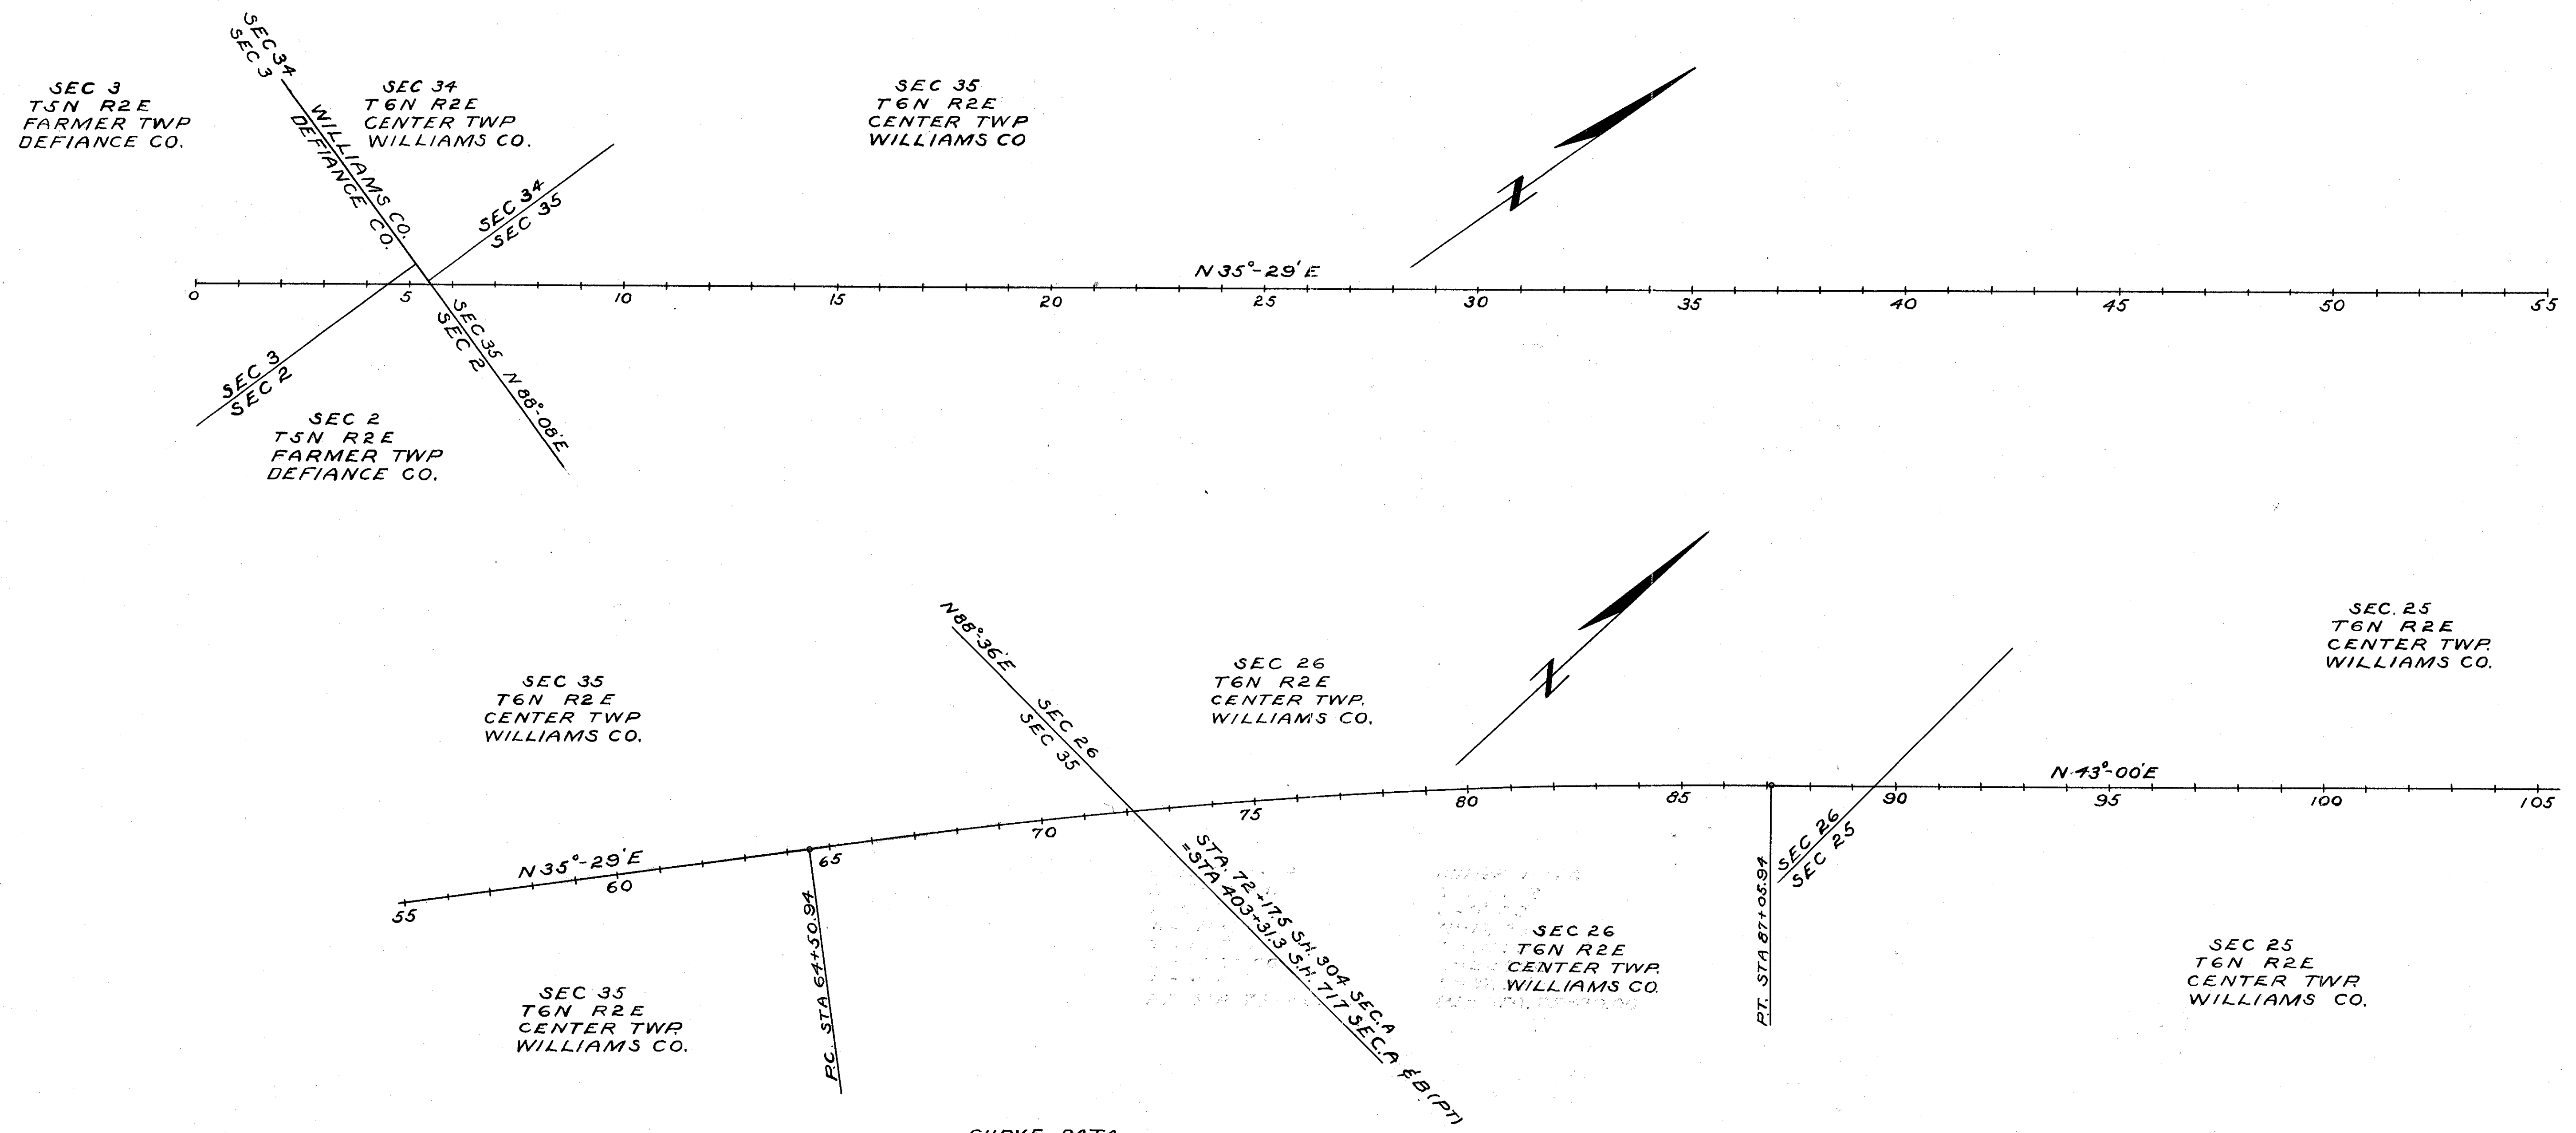 SEC 34
SEC 3
SEC 3
T5N R2E
FARMER TWP
DEFIANCE CO.
SEC 34
T6N R2E
CENTER TWP
WILLIAMS CO.
SEC 35
T6N R2E
CENTER TWP
WILLIAMS CO
WILLIAMS CO.
DEFIANCE CO.
SEC 34
SEC 35
N
N 35°-29' E
0 5 10 15 20 25 30 35 40 45 50 55
SEC 35
SEC 2
N 88°-08' E
SEC 3
SEC 2
SEC 2
T5N R2E
FARMER TWP
DEFIANCE CO.
N88°-36'E
SEC 26
SEC 35
SEC 35
T6N R2E
CENTER TWP
WILLIAMS CO.
SEC 26
T6N R2E
CENTER TWP.
WILLIAMS CO.
N
SEC. 25
T6N R2E
CENTER TWP.
WILLIAMS CO.
N 35°-29' E
N 43°-00' E
55 60 65 70 75 80 85 90 95 100 105
P.C. STA 64+50.94
STA. 72+17.5 S.H. 304 SEC.A
=STA 403+31.3 S.H. 717 SEC.A & B (PT)
P.T. STA 87+05.94
SEC 26
SEC 25
SEC 35
T6N R2E
CENTER TWP.
WILLIAMS CO.
SEC 26
T6N R2E
CENTER TWP.
WILLIAMS CO.
SEC 25
T6N R2E
CENTER TWP.
WILLIAMS CO.